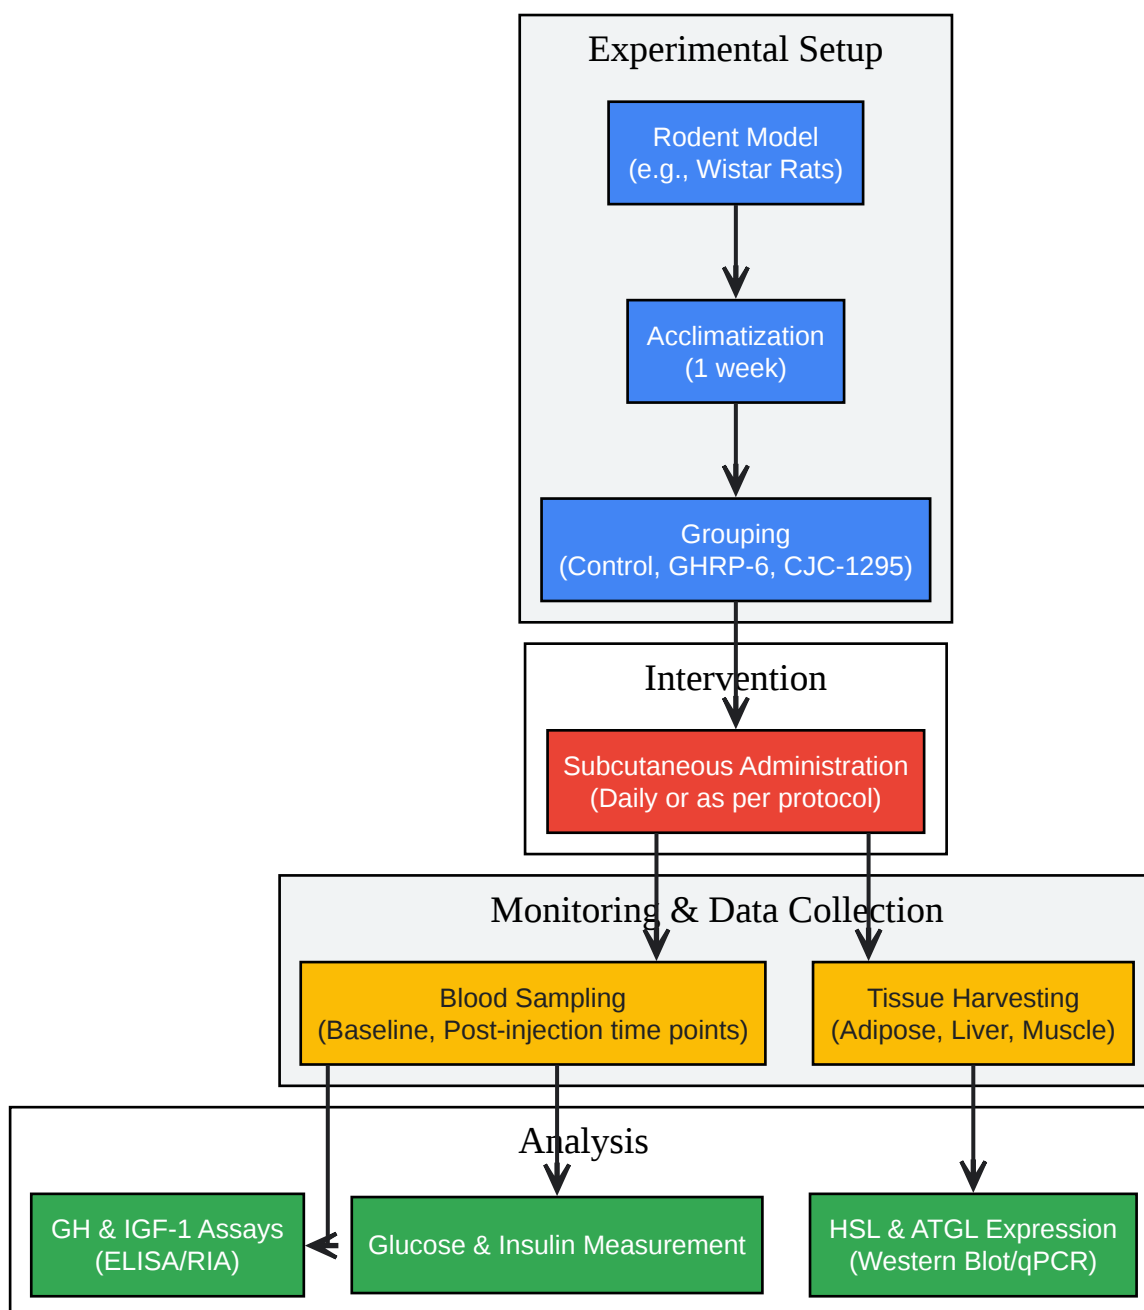 Experimental Setup
Rodent Model
(e.g., Wistar Rats)
Acclimatization
(1 week)
Grouping
(Control, GHRP-6, CJC-1295)
Intervention
Subcutaneous Administration
(Daily or as per protocol)
Monitoring & Data Collection
Blood Sampling
(Baseline, Post-injection time points)
Tissue Harvesting
(Adipose, Liver, Muscle)
Analysis
GH & IGF-1 Assays
(ELISA/RIA)
Glucose & Insulin Measurement
HSL & ATGL Expression
(Western Blot/qPCR)